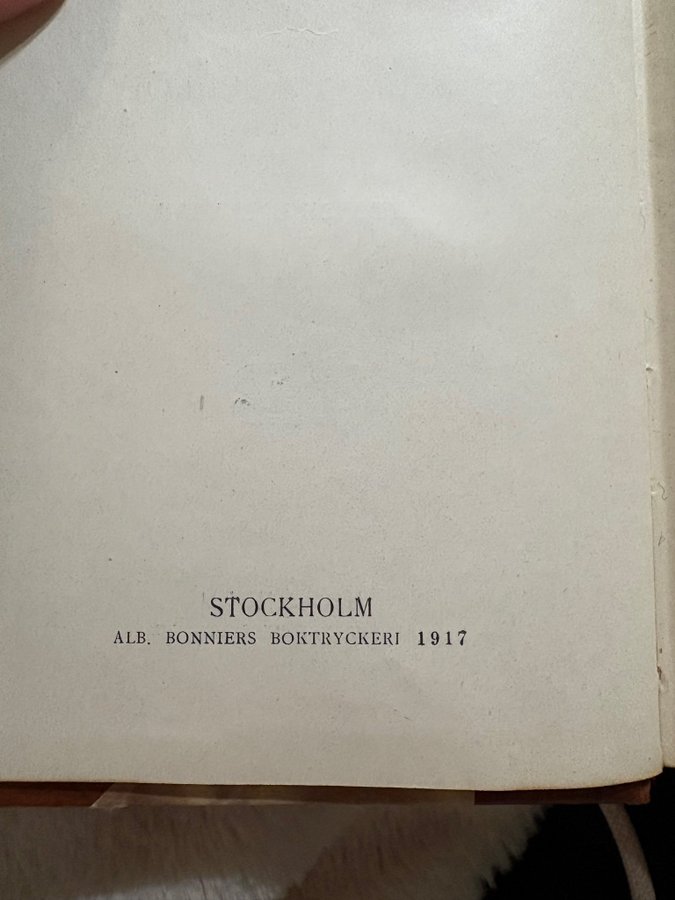 STOCKHOLM
ALB. BONNIERS BOKTRYCKERI 1917